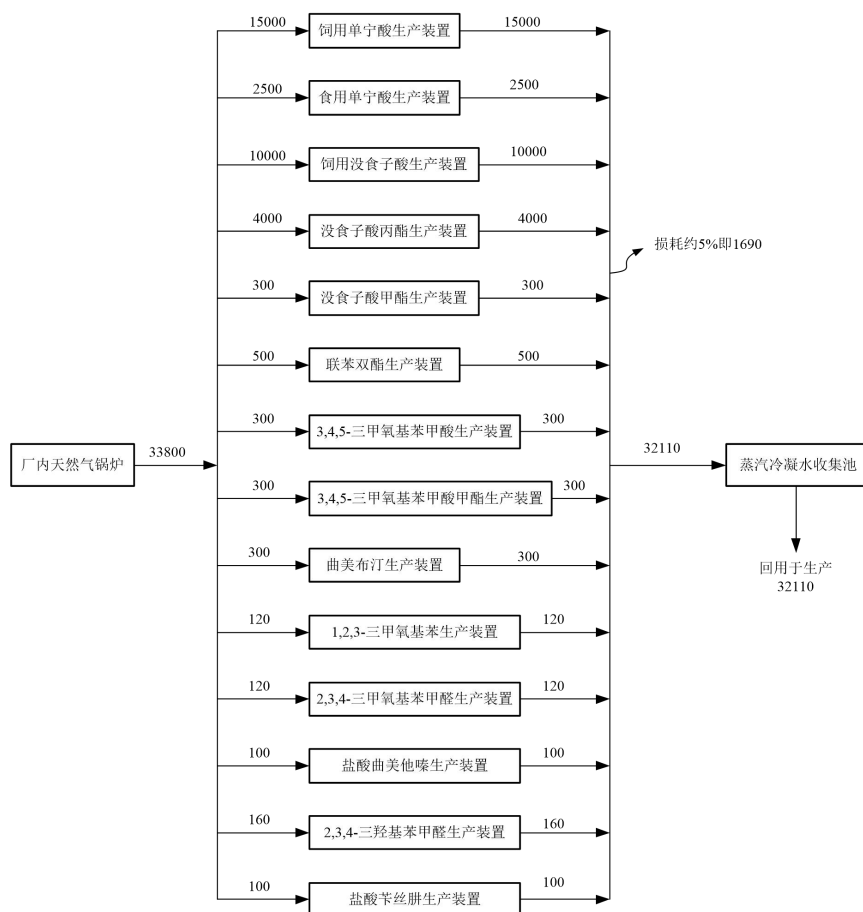 15000 饲用单宁酸生产装置 15000
2500 食用单宁酸生产装置 2500
10000 饲用没食子酸生产装置 10000
4000 没食子酸丙酯生产装置 4000
损耗约5%即1690
300 没食子酸甲酯生产装置 300
500 联苯双酯生产装置 500
300 3,4,5-三甲氧基苯甲酸生产装置 300
厂内天然气锅炉 33800
32110 蒸汽冷凝水收集池
300 3,4,5-三甲氧基苯甲酸甲酯生产装置 300
300 曲美布汀生产装置 300
回用于生产
32110
120 1,2,3-三甲氧基苯生产装置 120
120 2,3,4-三甲氧基苯甲醛生产装置 120
100 盐酸曲美他嗪生产装置 100
160 2,3,4-三羟基苯甲醛生产装置 160
100 盐酸苄丝肼生产装置 100